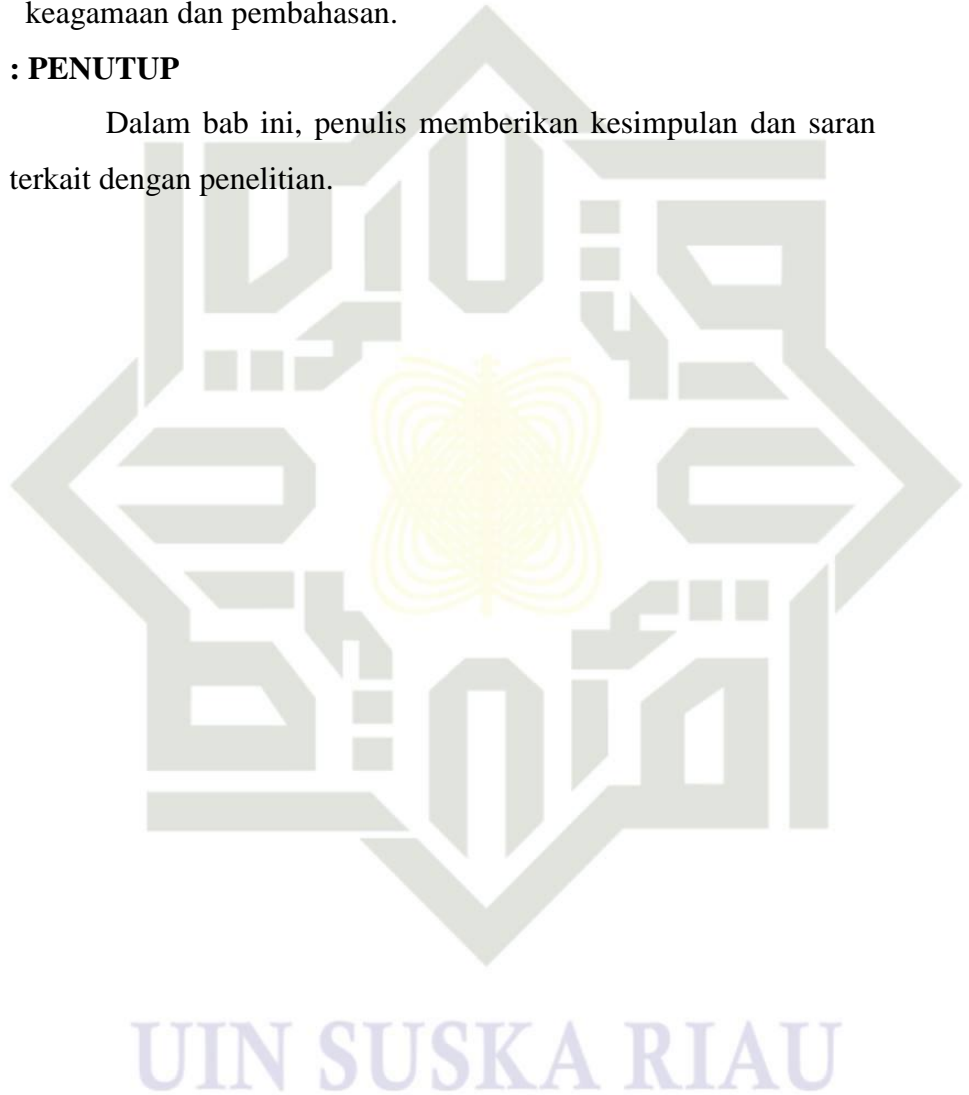 keagamaan dan pembahasan.
: PENUTUP
Dalam bab ini, penulis memberikan kesimpulan dan saran
terkait dengan penelitian.
UIN SUSKA RIAU